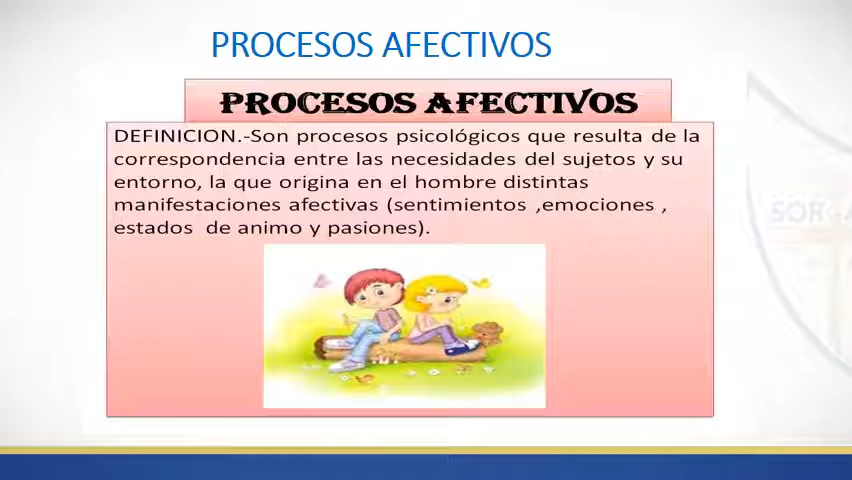 PROCESOS AFECTIVOS
PROCESOS AFECTIVOS
DEFINICION.-Son procesos psicológicos que resulta de la
correspondencia entre las necesidades del sujetos y su
entorno, la que origina en el hombre distintas
manifestaciones afectivas (sentimientos ,emociones ,
estados de animo y pasiones).
SOR